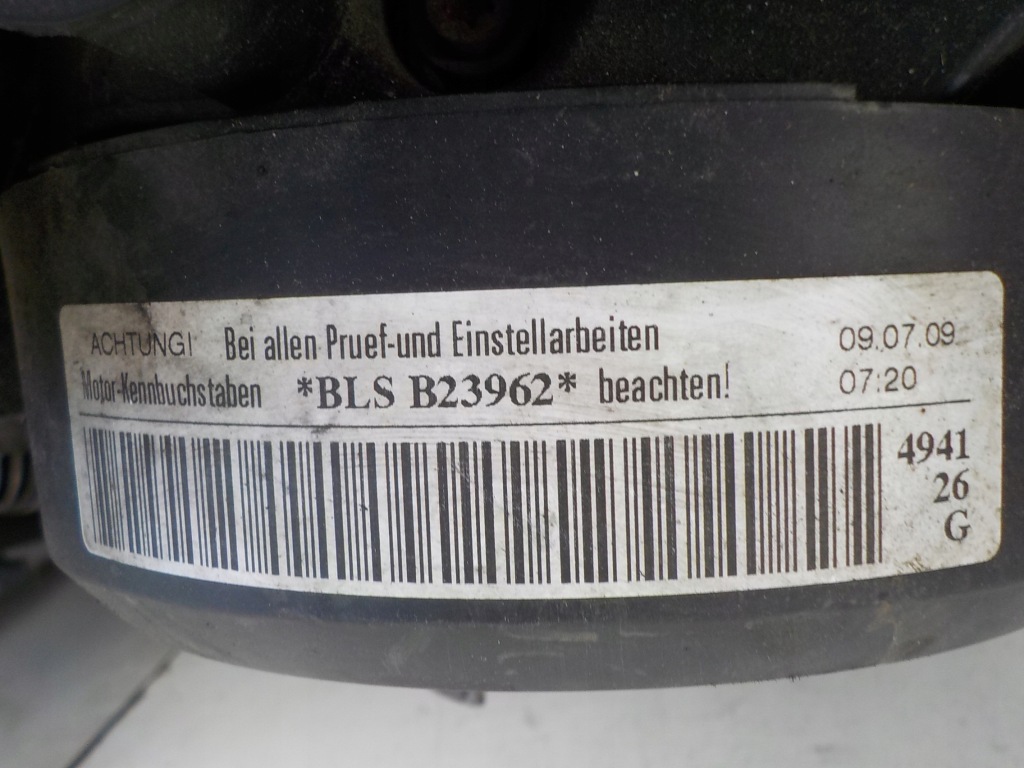 ACHTUNG! Bei allen Pruef-und Einstellarbeiten 09.07.09
Motor-Kennbuchstaben *BLS B23962* beachten! 07:20
4941
26
G